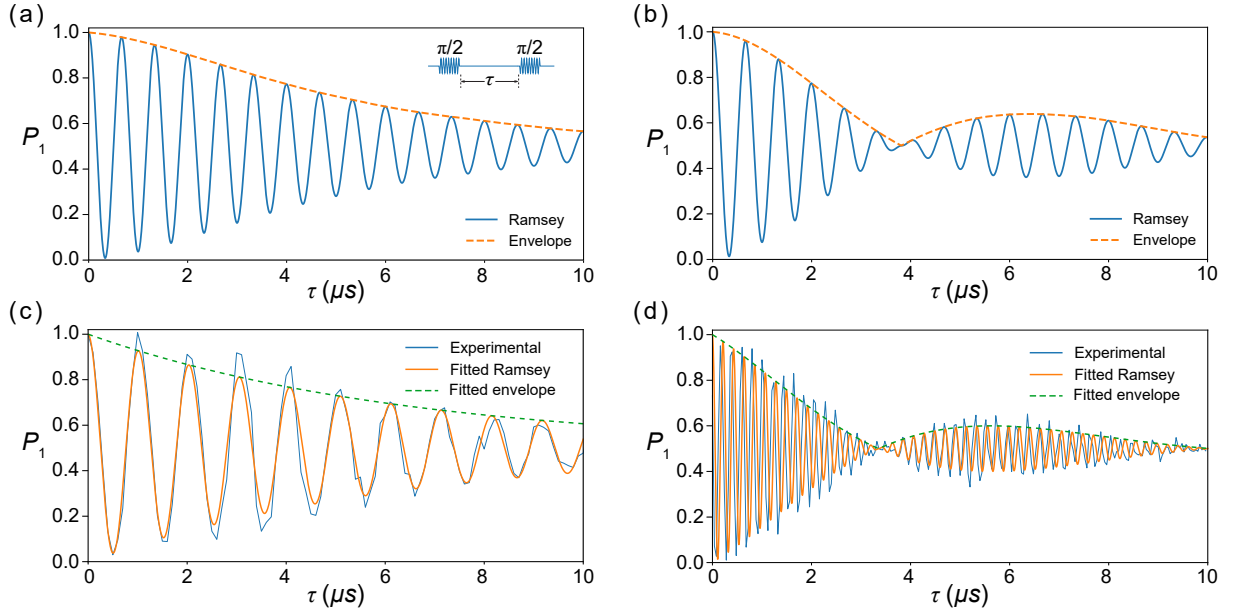 (a)
1.0
0.8
0.6
0.4
0.2
0.0
P1
π/2
π/2
τ
Ramsey
Envelope
0 2 4 6 8 10
τ (μs)
(b)
1.0
0.8
0.6
0.4
0.2
0.0
P1
Ramsey
Envelope
0 2 4 6 8 10
τ (μs)
(c)
1.0
0.8
0.6
0.4
0.2
0.0
P1
Experimental
Fitted Ramsey
Fitted envelope
0 2 4 6 8 10
τ (μs)
(d)
1.0
0.8
0.6
0.4
0.2
0.0
P1
Experimental
Fitted Ramsey
Fitted envelope
0 2 4 6 8 10
τ (μs)